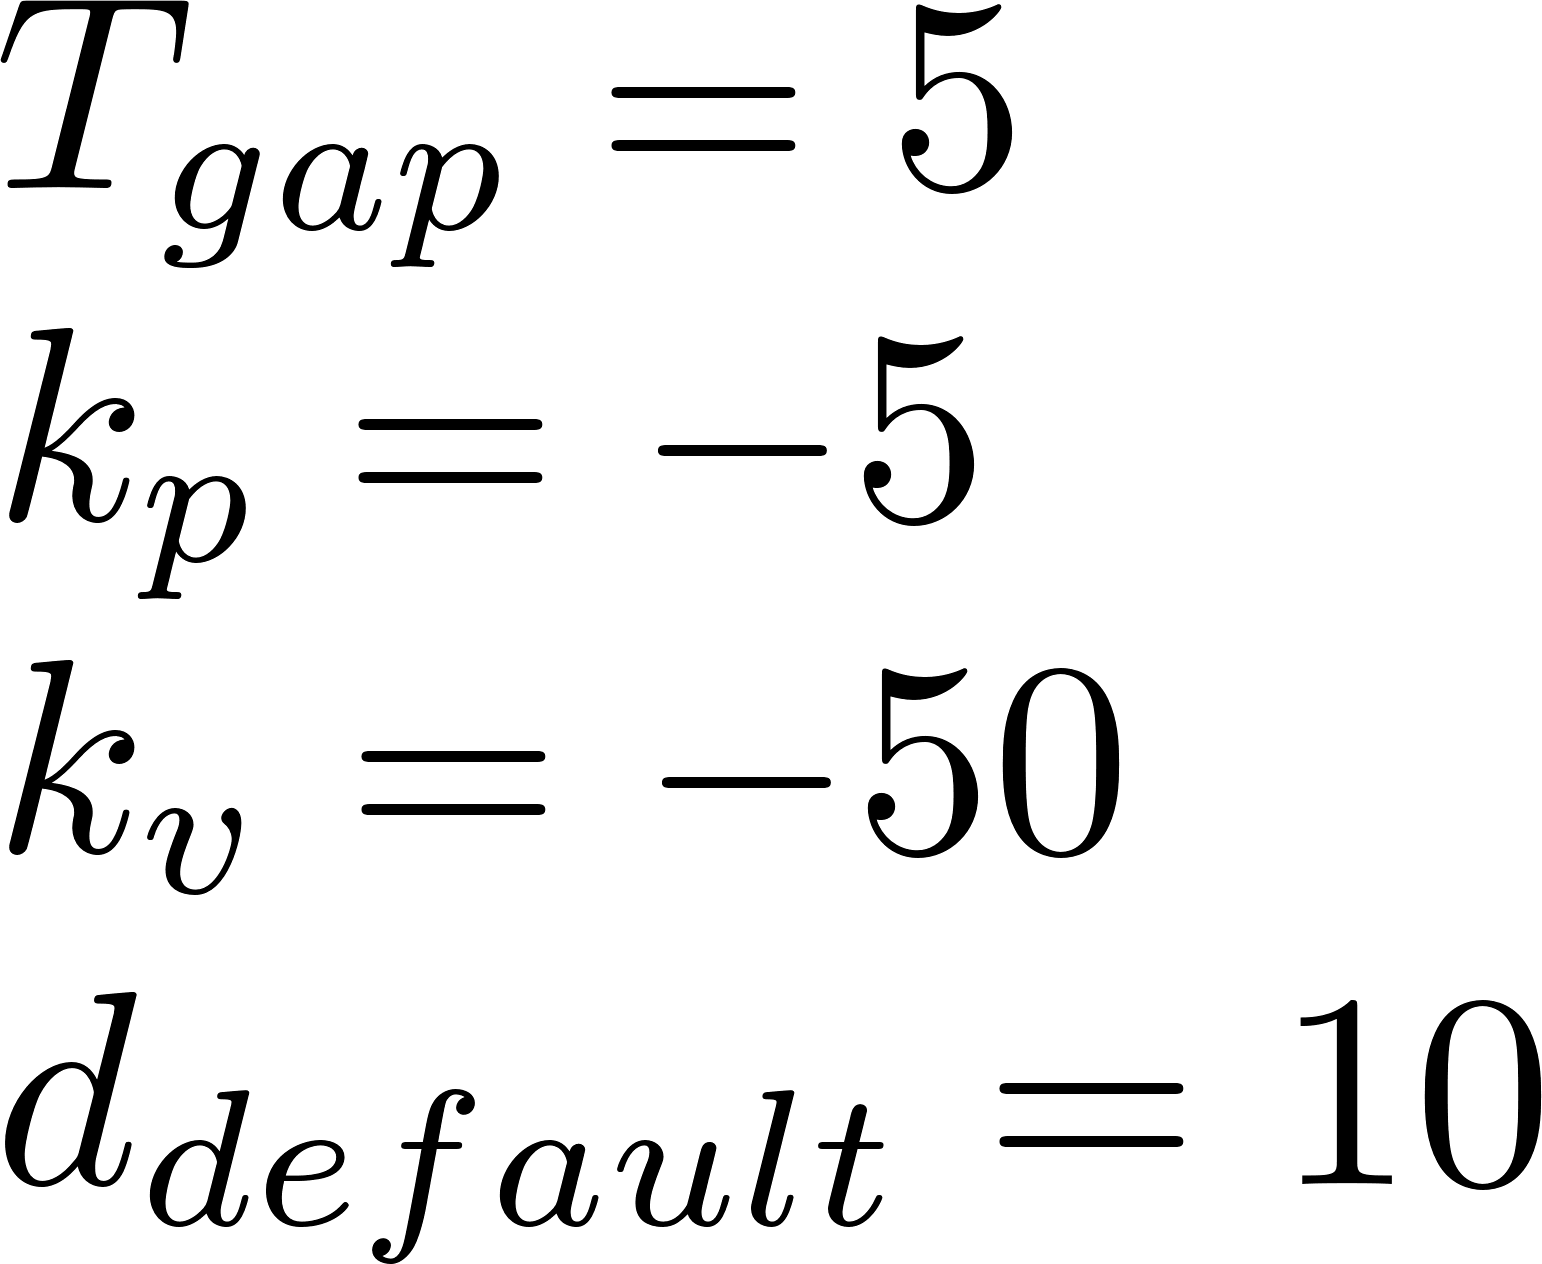 T_{gap} = 5
k_p = -5
k_v = -50
d_{default} = 10